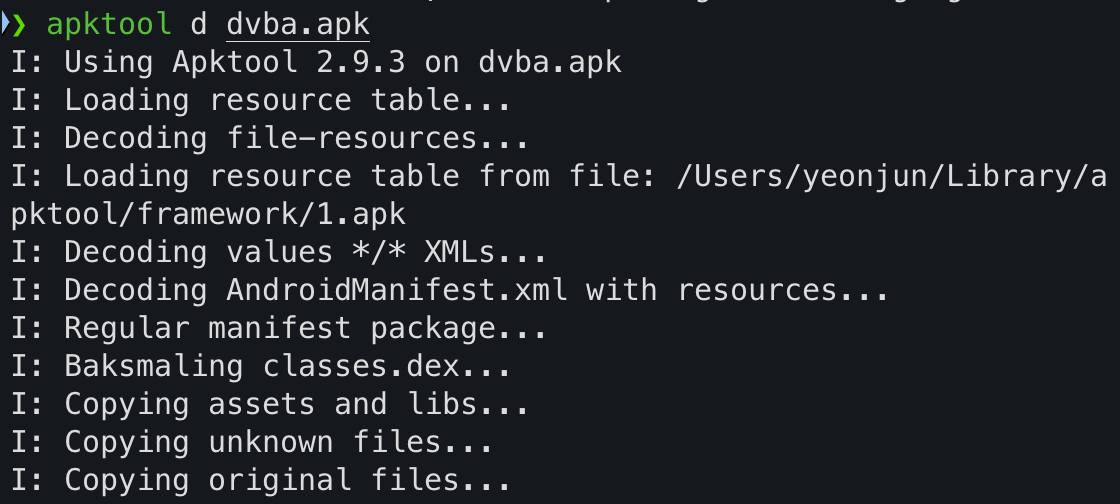 ❯ apktool d dvba.apk
I: Using Apktool 2.9.3 on dvba.apk
I: Loading resource table...
I: Decoding file-resources...
I: Loading resource table from file: /Users/yeonjun/Library/a
pktool/framework/1.apk
I: Decoding values */* XMLs...
I: Decoding AndroidManifest.xml with resources...
I: Regular manifest package...
I: Baksmaling classes.dex...
I: Copying assets and libs...
I: Copying unknown files...
I: Copying original files...